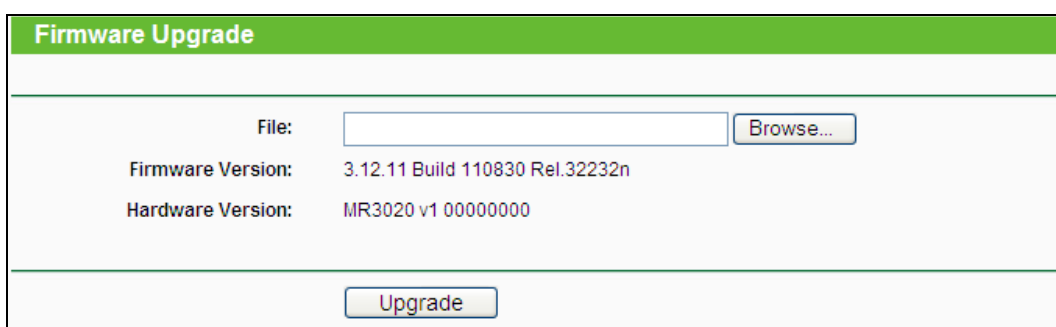 Firmware Upgrade
File: Browse...
Firmware Version: 3.12.11 Build 110830 Rel.32232n
Hardware Version: MR3020 v1 00000000
Upgrade